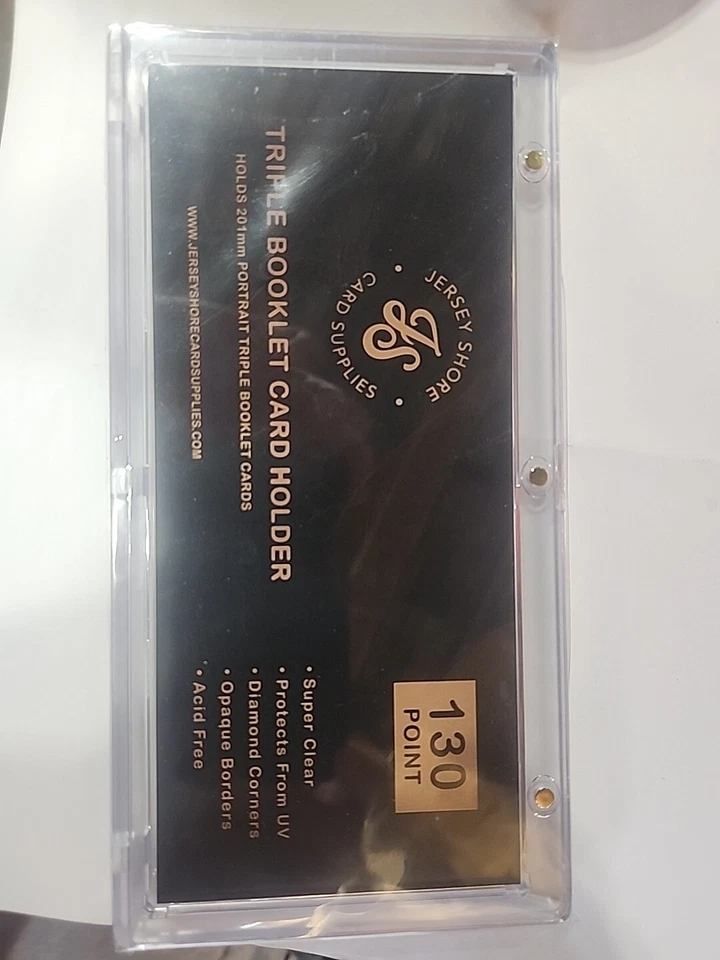 JERSEY SHORE
JS
CARD SUPPLIES
130
POINT
TRIPLE BOOKLET CARD HOLDER
HOLDS 201mm PORTRAIT TRIPLE BOOKLET CARDS
WWW.JERSEYSHORECARDSUPPLIES.COM
• Super Clear
• Protects From UV
• Diamond Corners
• Opaque Borders
• Acid Free